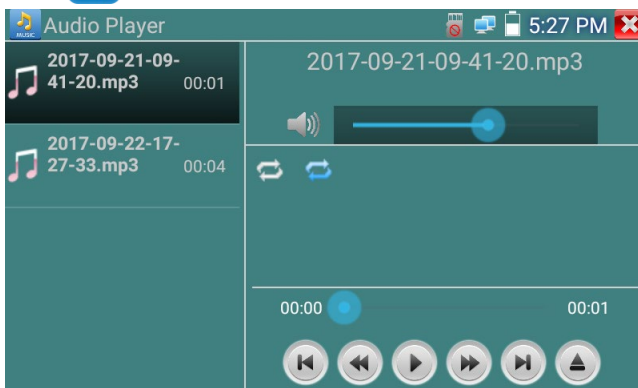 MUSIC
Audio Player
5:27 PM
2017-09-21-09-
41-20.mp3
00:01
2017-09-22-17-
27-33.mp3
00:04
2017-09-21-09-41-20.mp3
00:00
00:01